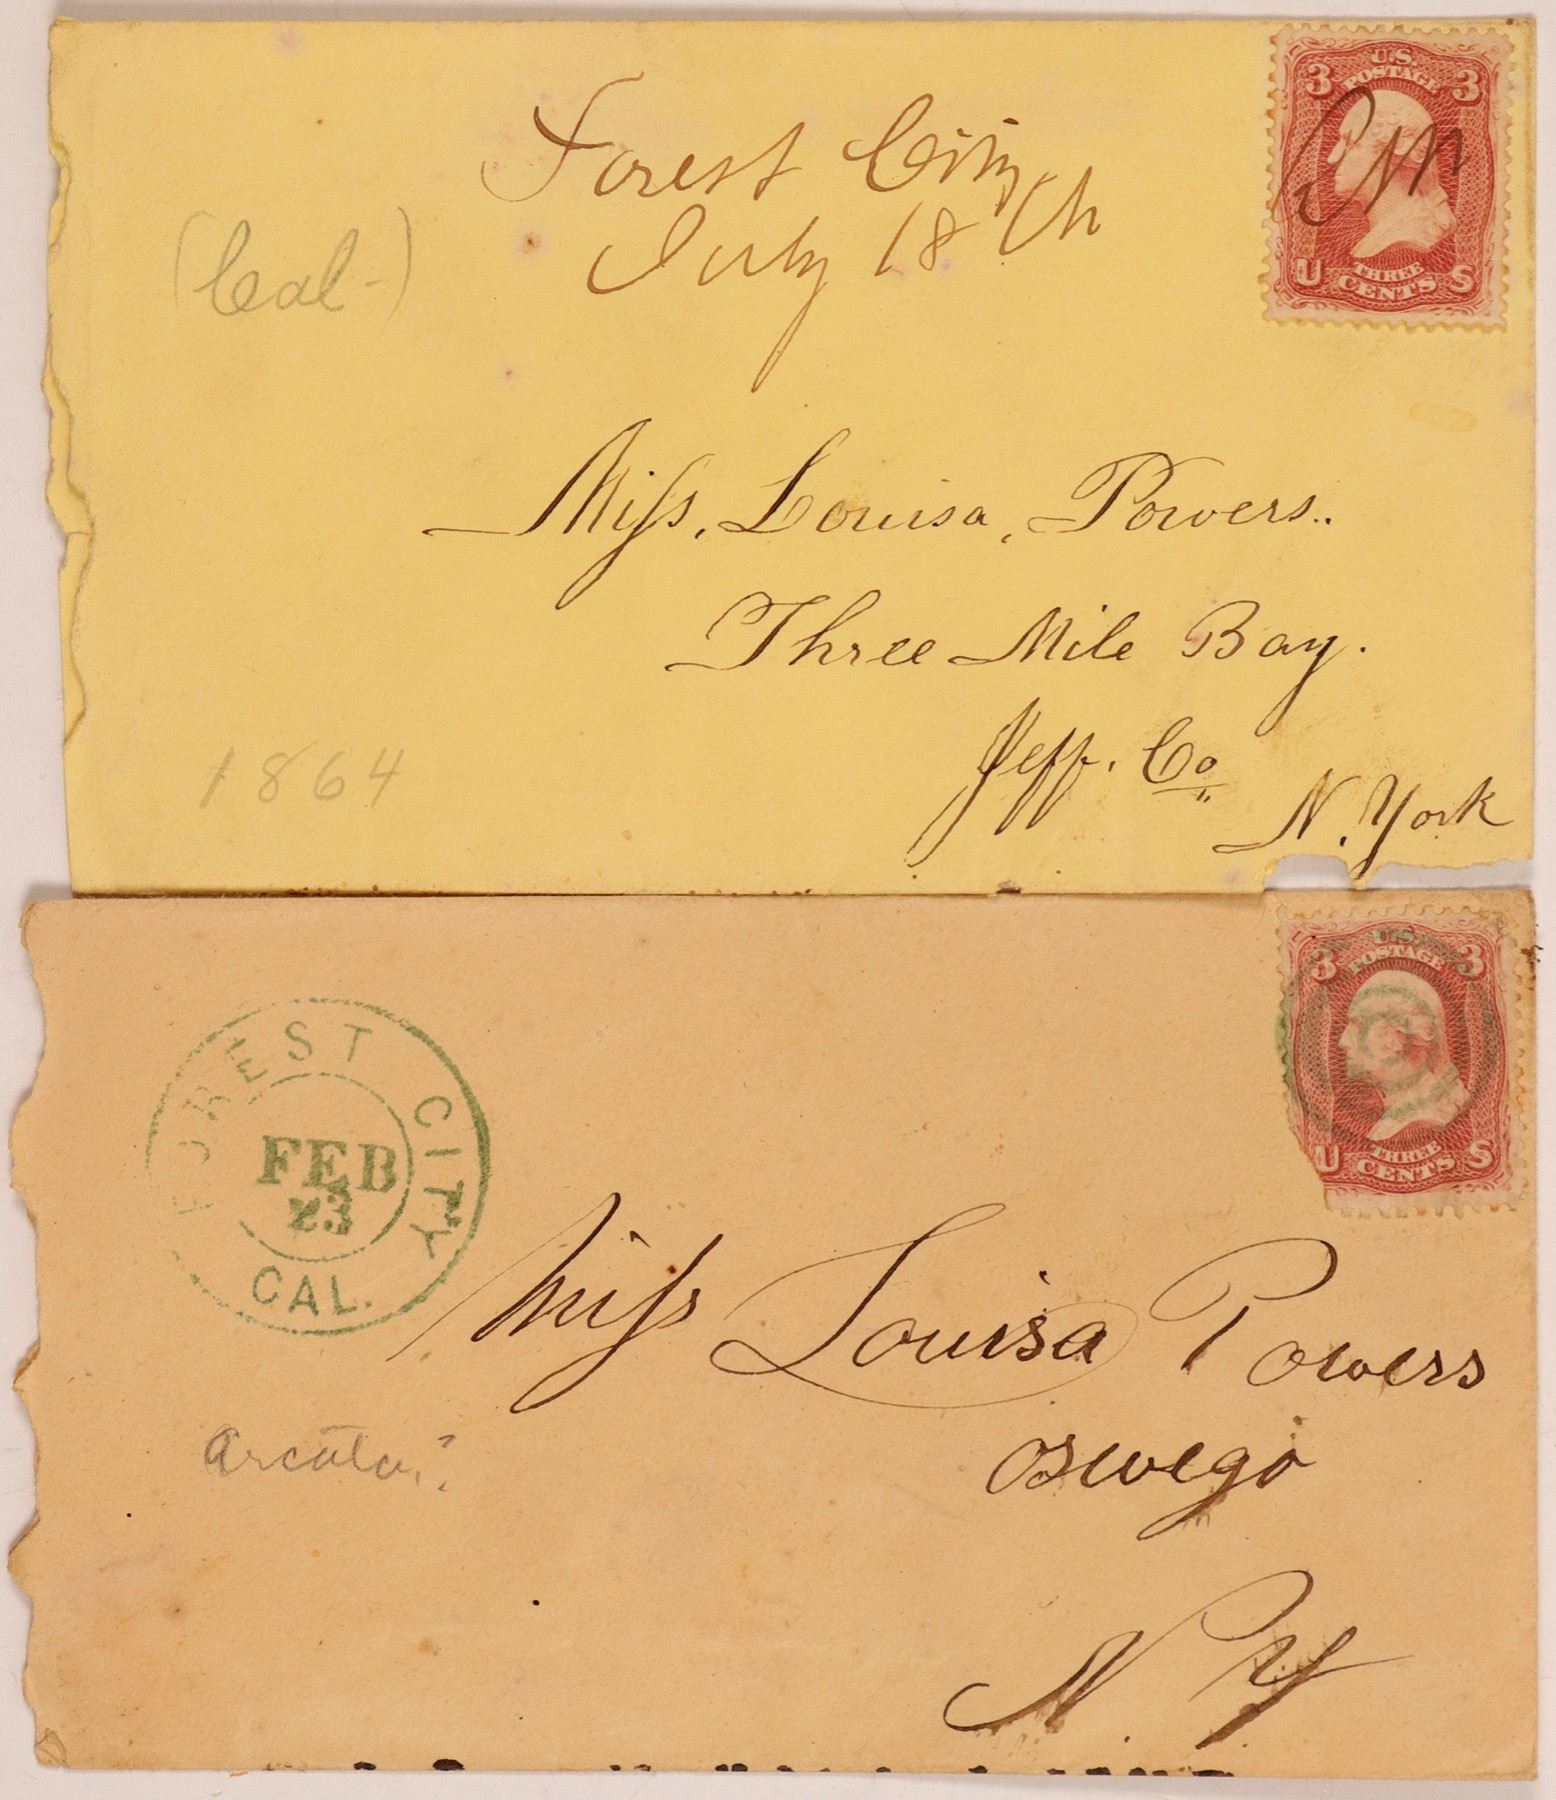 U.S.
POSTAGE
3 3
THREE
CENTS
U S
Forest City
July 18th
(Cal-)
Miss, Louisa, Powers..
Three Mile Bay.
Jeff. Co
N. York
1864
U.S.
POSTAGE
3 3
THREE
CENTS
U S
FOREST CITY
FEB
23
CAL.
Miss Louisa Powers
Oswego
N. Y
Arcata.?